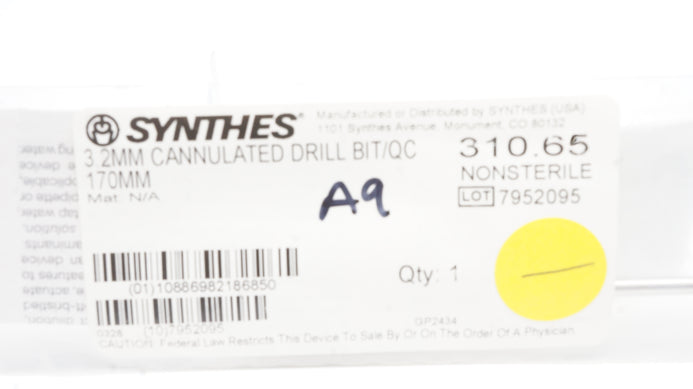 SYNTHES®
Manufactured or Distributed by SYNTHES (USA)
1101 Synthes Avenue, Monument, CO 80132
3.2MM CANNULATED DRILL BIT/QC
170MM
Mat. N/A
310.65
NONSTERILE
LOT 7952095
A9
(01)10886982186850
Qty: 1
0328
(10)7952095
GP2434
CAUTION: Federal Law Restricts This Device To Sale By Or On The Order Of A Physician.